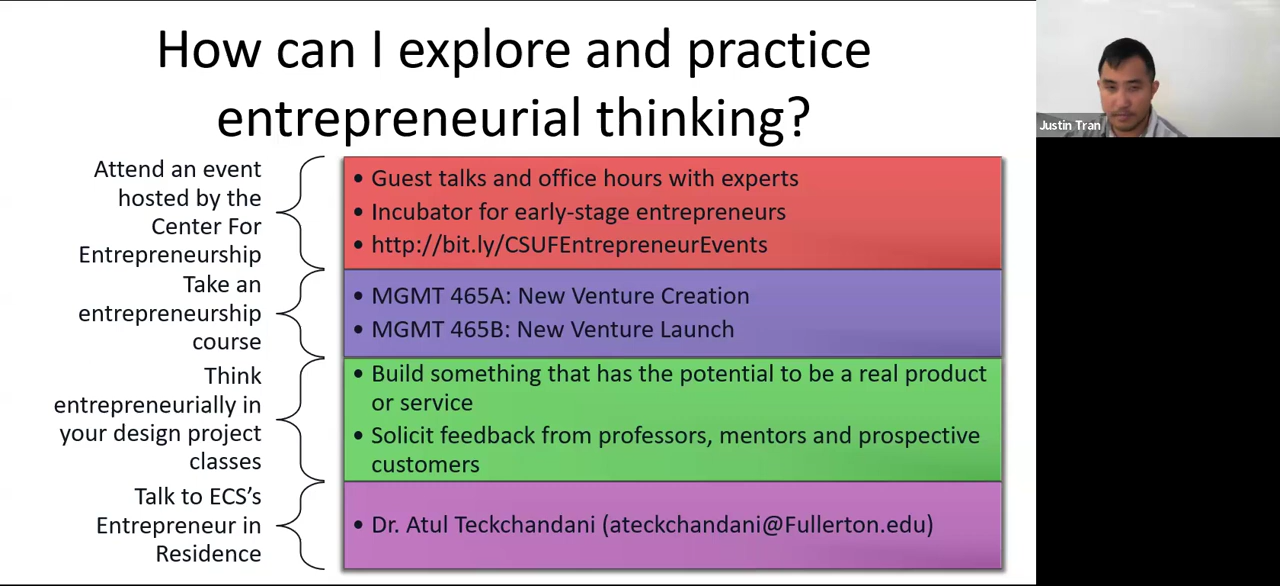 How can I explore and practice
entrepreneurial thinking?
Attend an event
hosted by the
Center For
Entrepreneurship
• Guest talks and office hours with experts
• Incubator for early-stage entrepreneurs
• http://bit.ly/CSUFEntrepreneurEvents
Take an
entrepreneurship
course
• MGMT 465A: New Venture Creation
• MGMT 465B: New Venture Launch
Think
entrepreneurially in
your design project
classes
• Build something that has the potential to be a real product
or service
• Solicit feedback from professors, mentors and prospective
customers
Talk to ECS’s
Entrepreneur in
Residence
• Dr. Atul Teckchandani (ateckchandani@Fullerton.edu)
Justin Tran